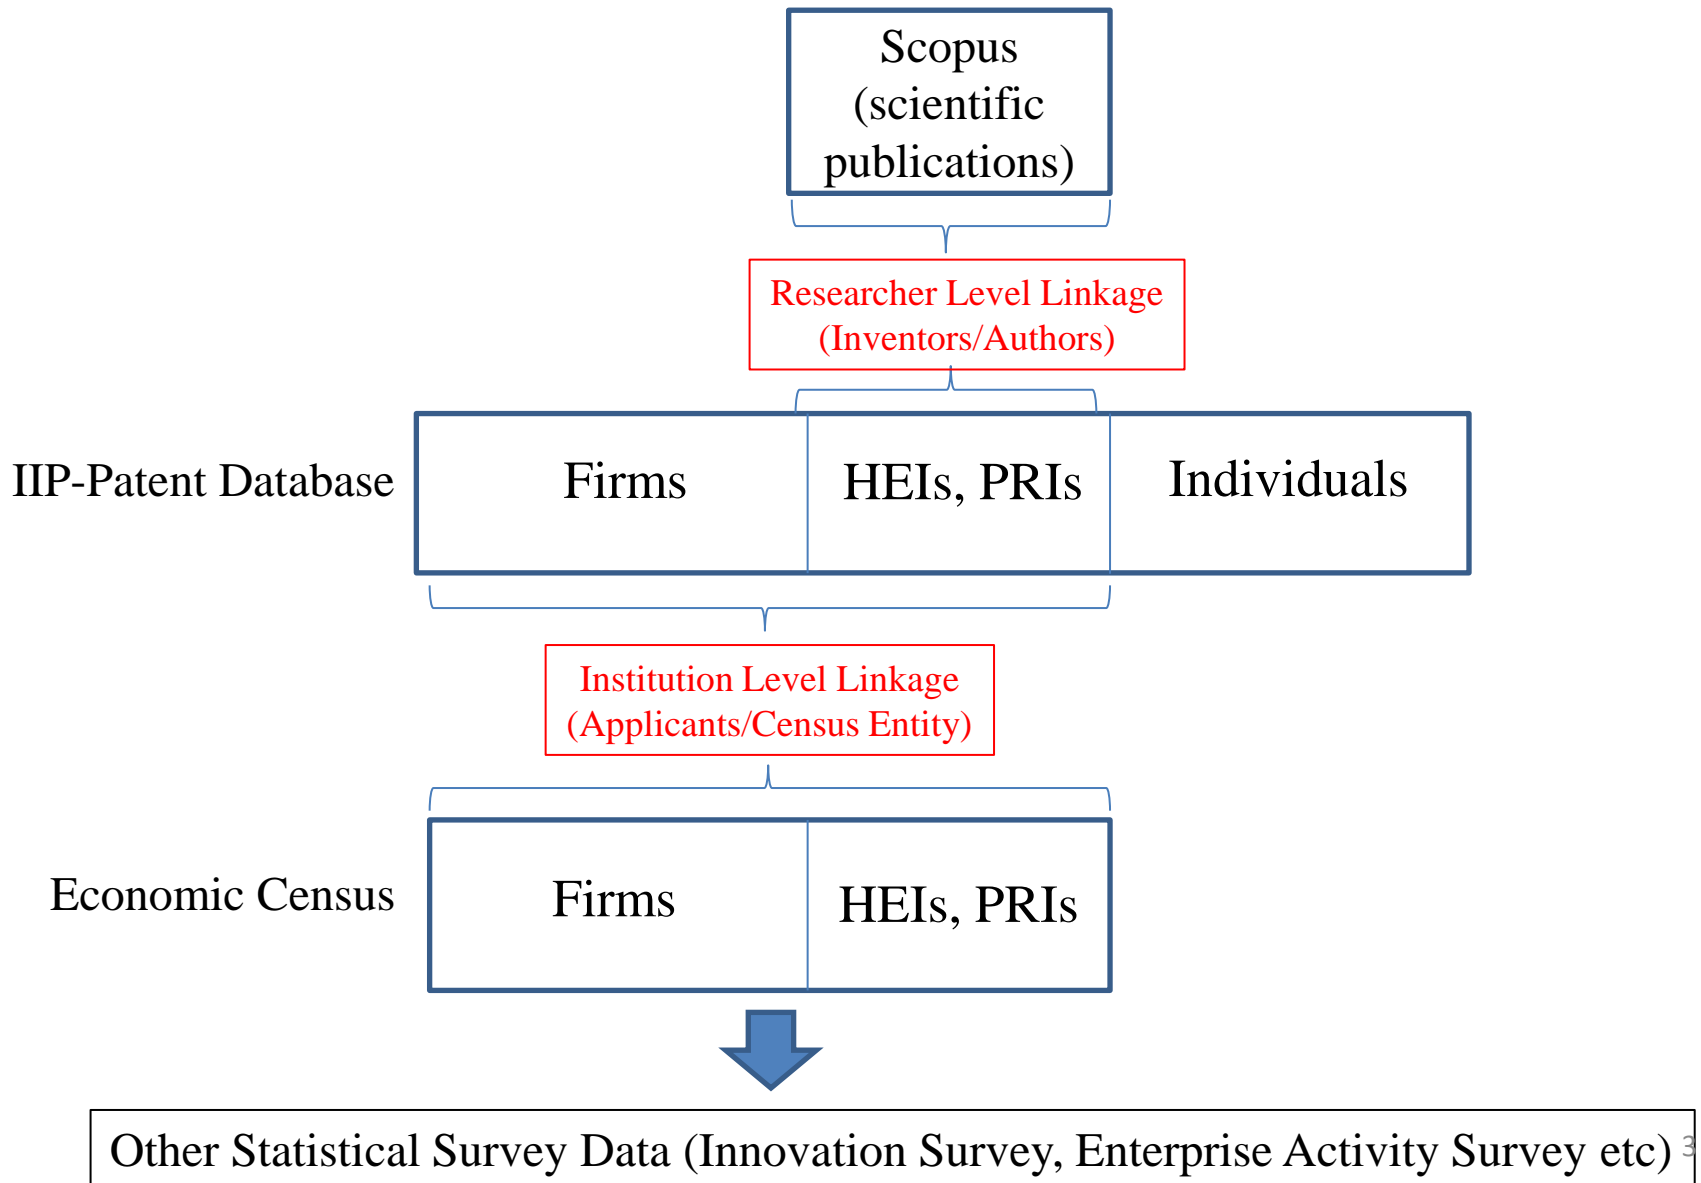 Scopus
(scientific
publications)
Researcher Level Linkage
(Inventors/Authors)
IIP-Patent Database
Firms
HEIs, PRIs
Individuals
Institution Level Linkage
(Applicants/Census Entity)
Economic Census
Firms
HEIs, PRIs
Other Statistical Survey Data (Innovation Survey, Enterprise Activity Survey etc)
3